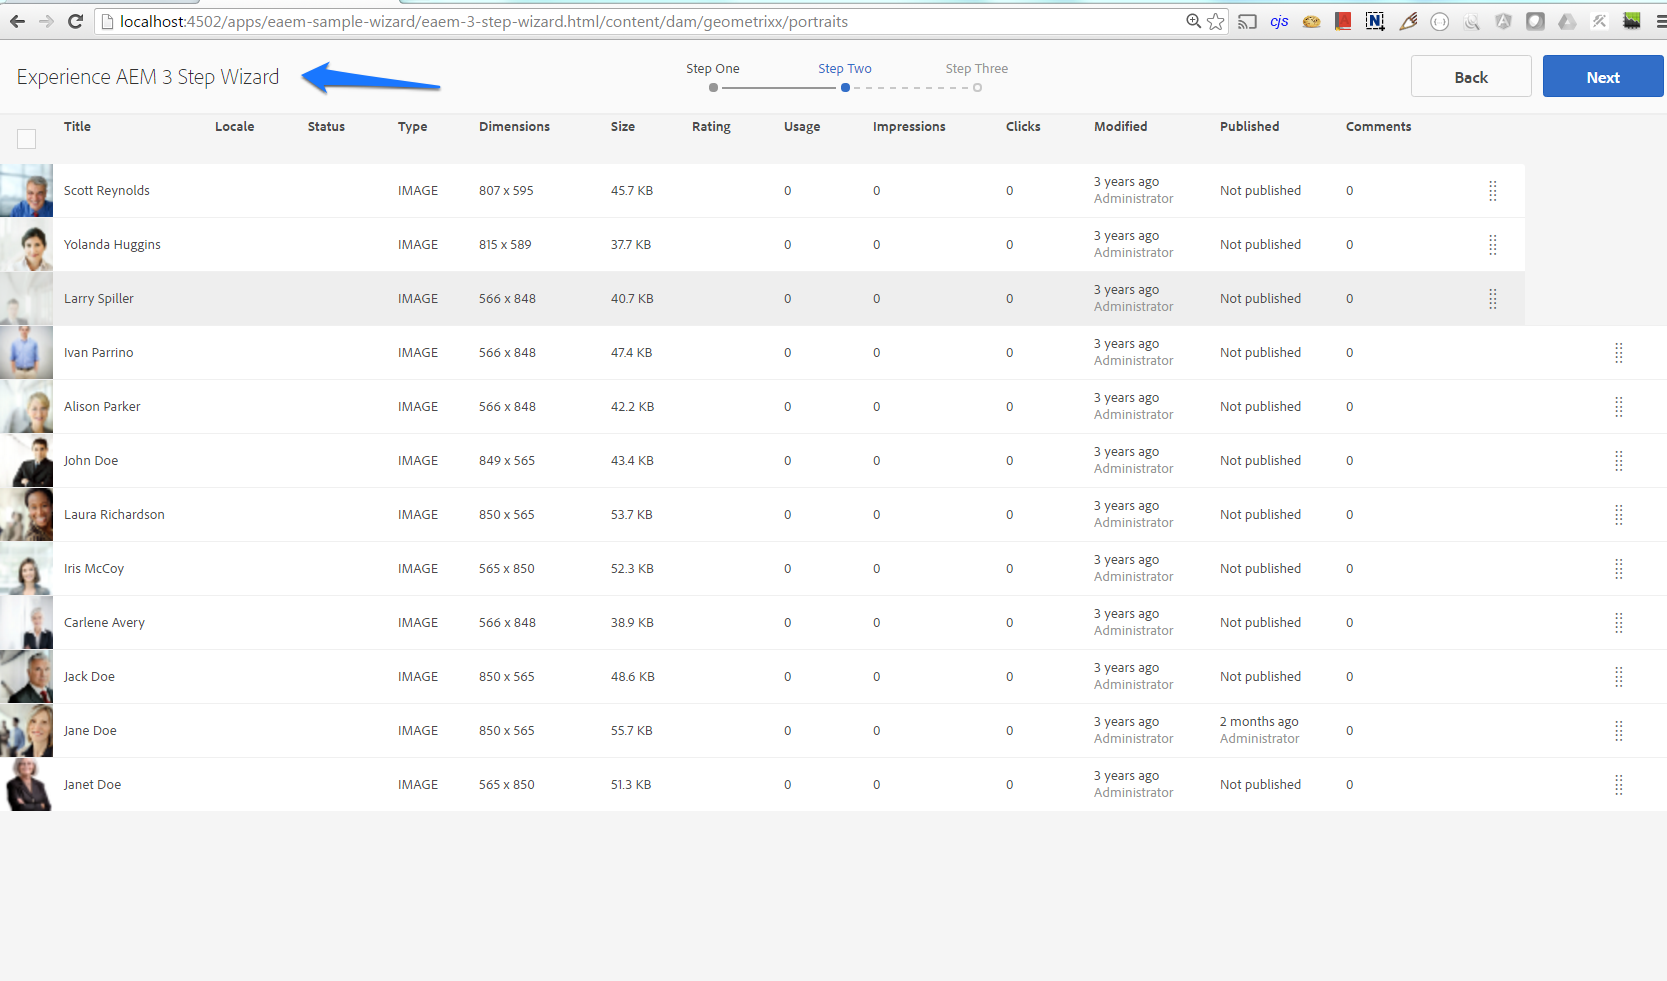 localhost:4502/apps/eaem-sample-wizard/eaem-3-step-wizard.html/content/dam/geometrixx/portraits
cjs
N
Experience AEM 3 Step Wizard
Step One Step Two Step Three
Back Next
Title Locale Status Type Dimensions Size Rating Usage Impressions Clicks Modified Published Comments
Scott Reynolds IMAGE 807 x 595 45.7 KB 0 0 0 3 years ago Not published 0
Administrator
Yolanda Huggins IMAGE 815 x 589 37.7 KB 0 0 0 3 years ago Not published 0
Administrator
Larry Spiller IMAGE 566 x 848 40.7 KB 0 0 0 3 years ago Not published 0
Administrator
Ivan Parrino IMAGE 566 x 848 47.4 KB 0 0 0 3 years ago Not published 0
Administrator
Alison Parker IMAGE 566 x 848 42.2 KB 0 0 0 3 years ago Not published 0
Administrator
John Doe IMAGE 849 x 565 43.4 KB 0 0 0 3 years ago Not published 0
Administrator
Laura Richardson IMAGE 850 x 565 53.7 KB 0 0 0 3 years ago Not published 0
Administrator
Iris McCoy IMAGE 565 x 850 52.3 KB 0 0 0 3 years ago Not published 0
Administrator
Carlene Avery IMAGE 566 x 848 38.9 KB 0 0 0 3 years ago Not published 0
Administrator
Jack Doe IMAGE 850 x 565 48.6 KB 0 0 0 3 years ago Not published 0
Administrator
Jane Doe IMAGE 850 x 565 55.7 KB 0 0 0 3 years ago 2 months ago 0
Administrator Administrator
Janet Doe IMAGE 565 x 850 51.3 KB 0 0 0 3 years ago Not published 0
Administrator